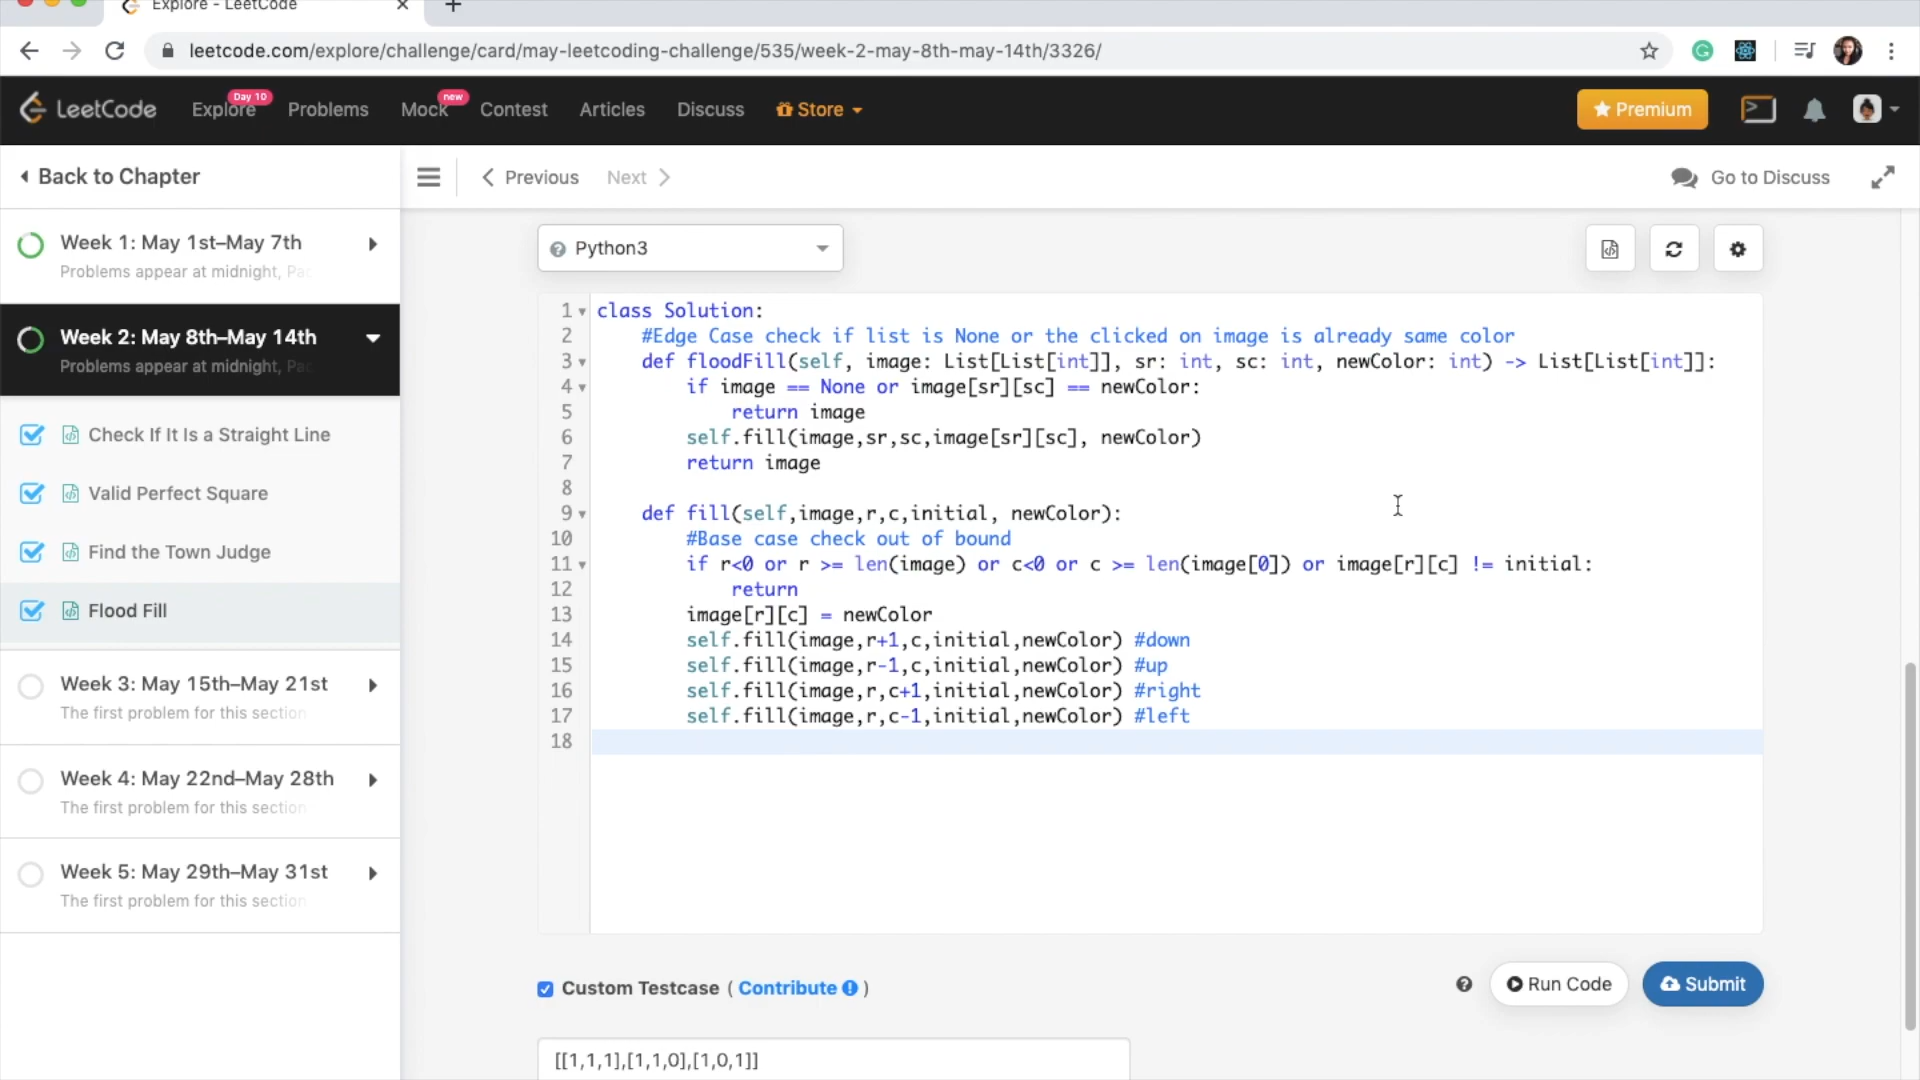 Explore - LeetCode
leetcode.com/explore/challenge/card/may-leetcoding-challenge/535/week-2-may-8th-may-14th/3326/
LeetCode Explore Day 10 Problems Mock new Contest Articles Discuss Store Premium
Back to Chapter
Previous Next Go to Discuss
Week 1: May 1st–May 7th
Problems appear at midnight, Pac
Week 2: May 8th–May 14th
Problems appear at midnight, Pac
Check If It Is a Straight Line
Valid Perfect Square
Find the Town Judge
Flood Fill
Week 3: May 15th–May 21st
The first problem for this section
Week 4: May 22nd–May 28th
The first problem for this section
Week 5: May 29th–May 31st
The first problem for this section
Python3
1 class Solution:
2 #Edge Case check if list is None or the clicked on image is already same color
3 def floodFill(self, image: List[List[int]], sr: int, sc: int, newColor: int) -> List[List[int]]:
4 if image == None or image[sr][sc] == newColor:
5 return image
6 self.fill(image,sr,sc,image[sr][sc], newColor)
7 return image
8
9 def fill(self,image,r,c,initial, newColor):
10 #Base case check out of bound
11 if r<0 or r >= len(image) or c<0 or c >= len(image[0]) or image[r][c] != initial:
12 return
13 image[r][c] = newColor
14 self.fill(image,r+1,c,initial,newColor) #down
15 self.fill(image,r-1,c,initial,newColor) #up
16 self.fill(image,r,c+1,initial,newColor) #right
17 self.fill(image,r,c-1,initial,newColor) #left
18
Custom Testcase ( Contribute )
Run Code Submit
[[1,1,1],[1,1,0],[1,0,1]]